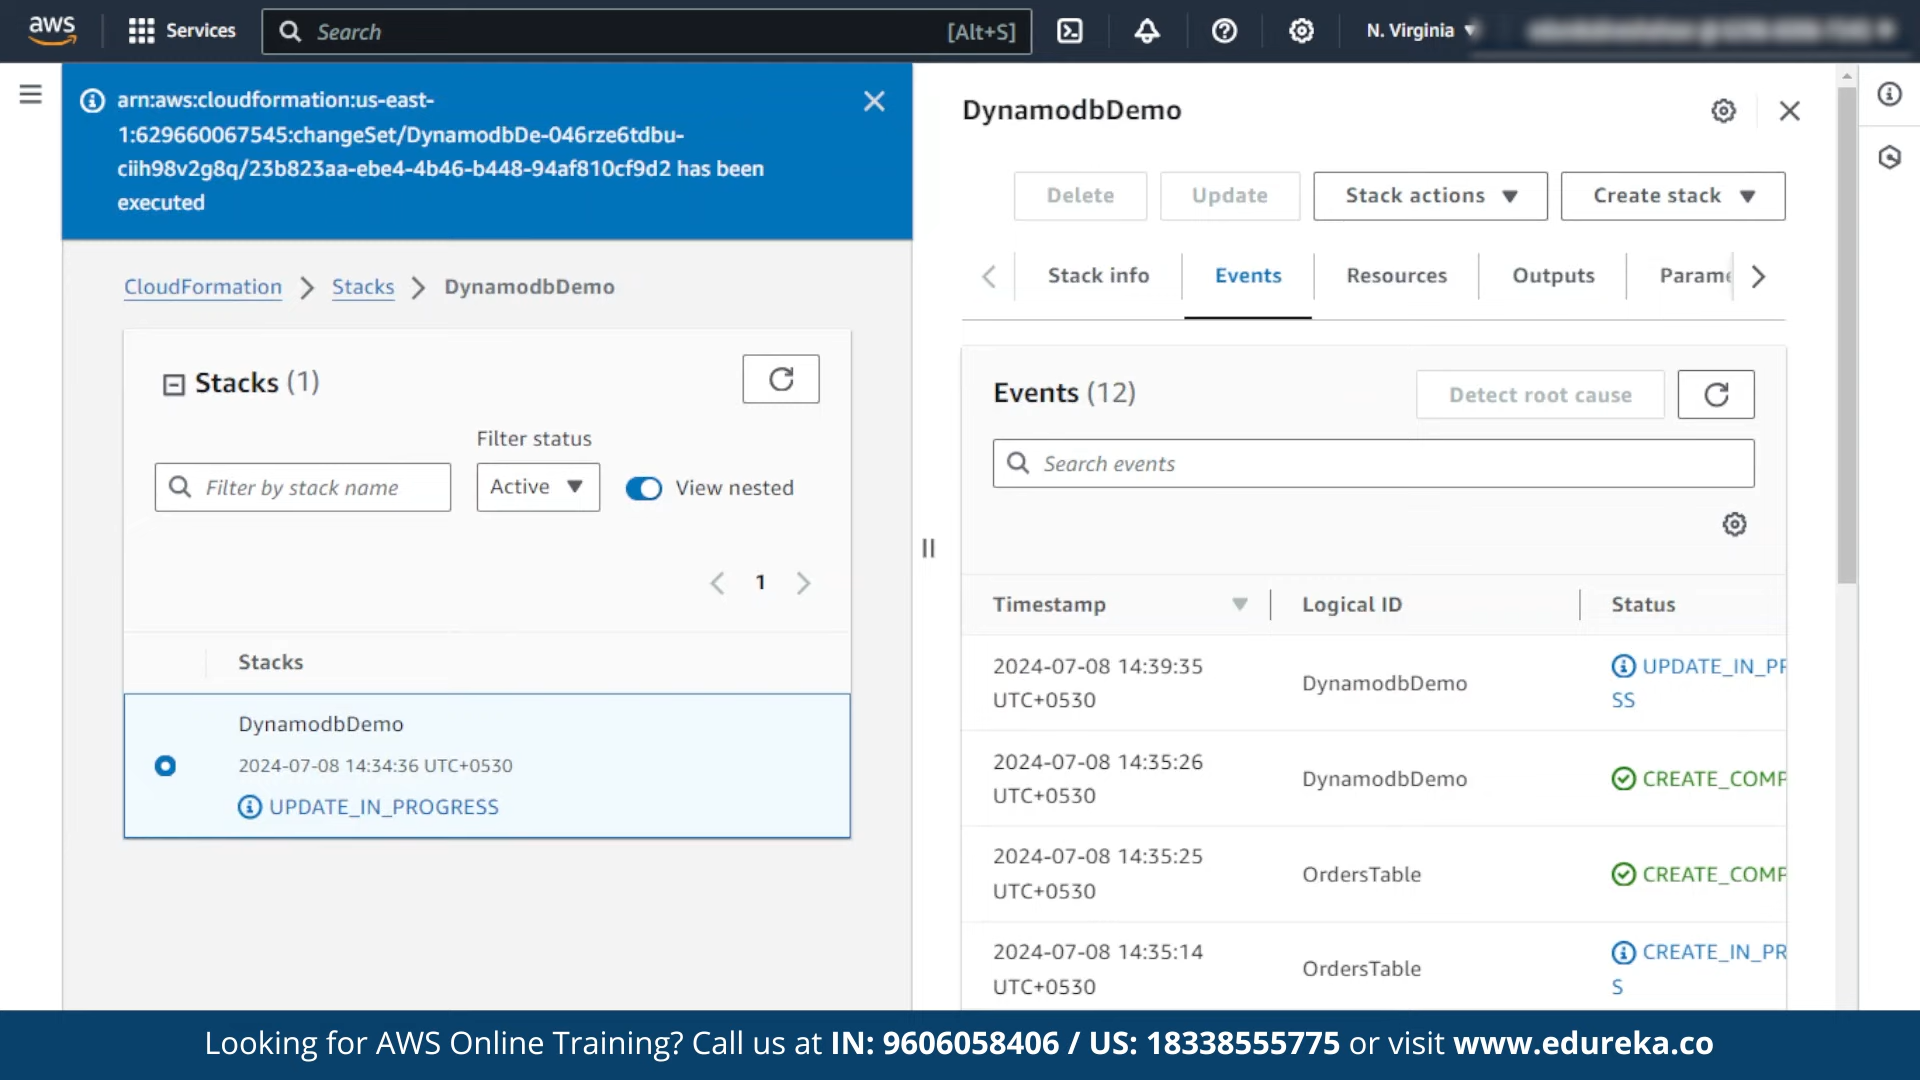 aws
Services
Search
[Alt+S]
N. Virginia
arn:aws:cloudformation:us-east-
1:629660067545:changeSet/DynamodbDe-046rze6tdbu-
ciih98v2g8q/23b823aa-ebe4-4b46-b448-94af810cf9d2 has been
executed
CloudFormation
Stacks
DynamodbDemo
Stacks (1)
Filter status
Filter by stack name
Active
View nested
1
Stacks
DynamodbDemo
2024-07-08 14:34:36 UTC+0530
UPDATE_IN_PROGRESS
DynamodbDemo
Delete
Update
Stack actions
Create stack
Stack info
Events
Resources
Outputs
Parame
Events (12)
Detect root cause
Search events
Timestamp
Logical ID
Status
2024-07-08 14:39:35
UTC+0530
DynamodbDemo
UPDATE_IN_PR
SS
2024-07-08 14:35:26
UTC+0530
DynamodbDemo
CREATE_COMP
2024-07-08 14:35:25
UTC+0530
OrdersTable
CREATE_COMP
2024-07-08 14:35:14
UTC+0530
OrdersTable
CREATE_IN_PR
S
Looking for AWS Online Training? Call us at IN: 9606058406 / US: 18338555775 or visit www.edureka.co